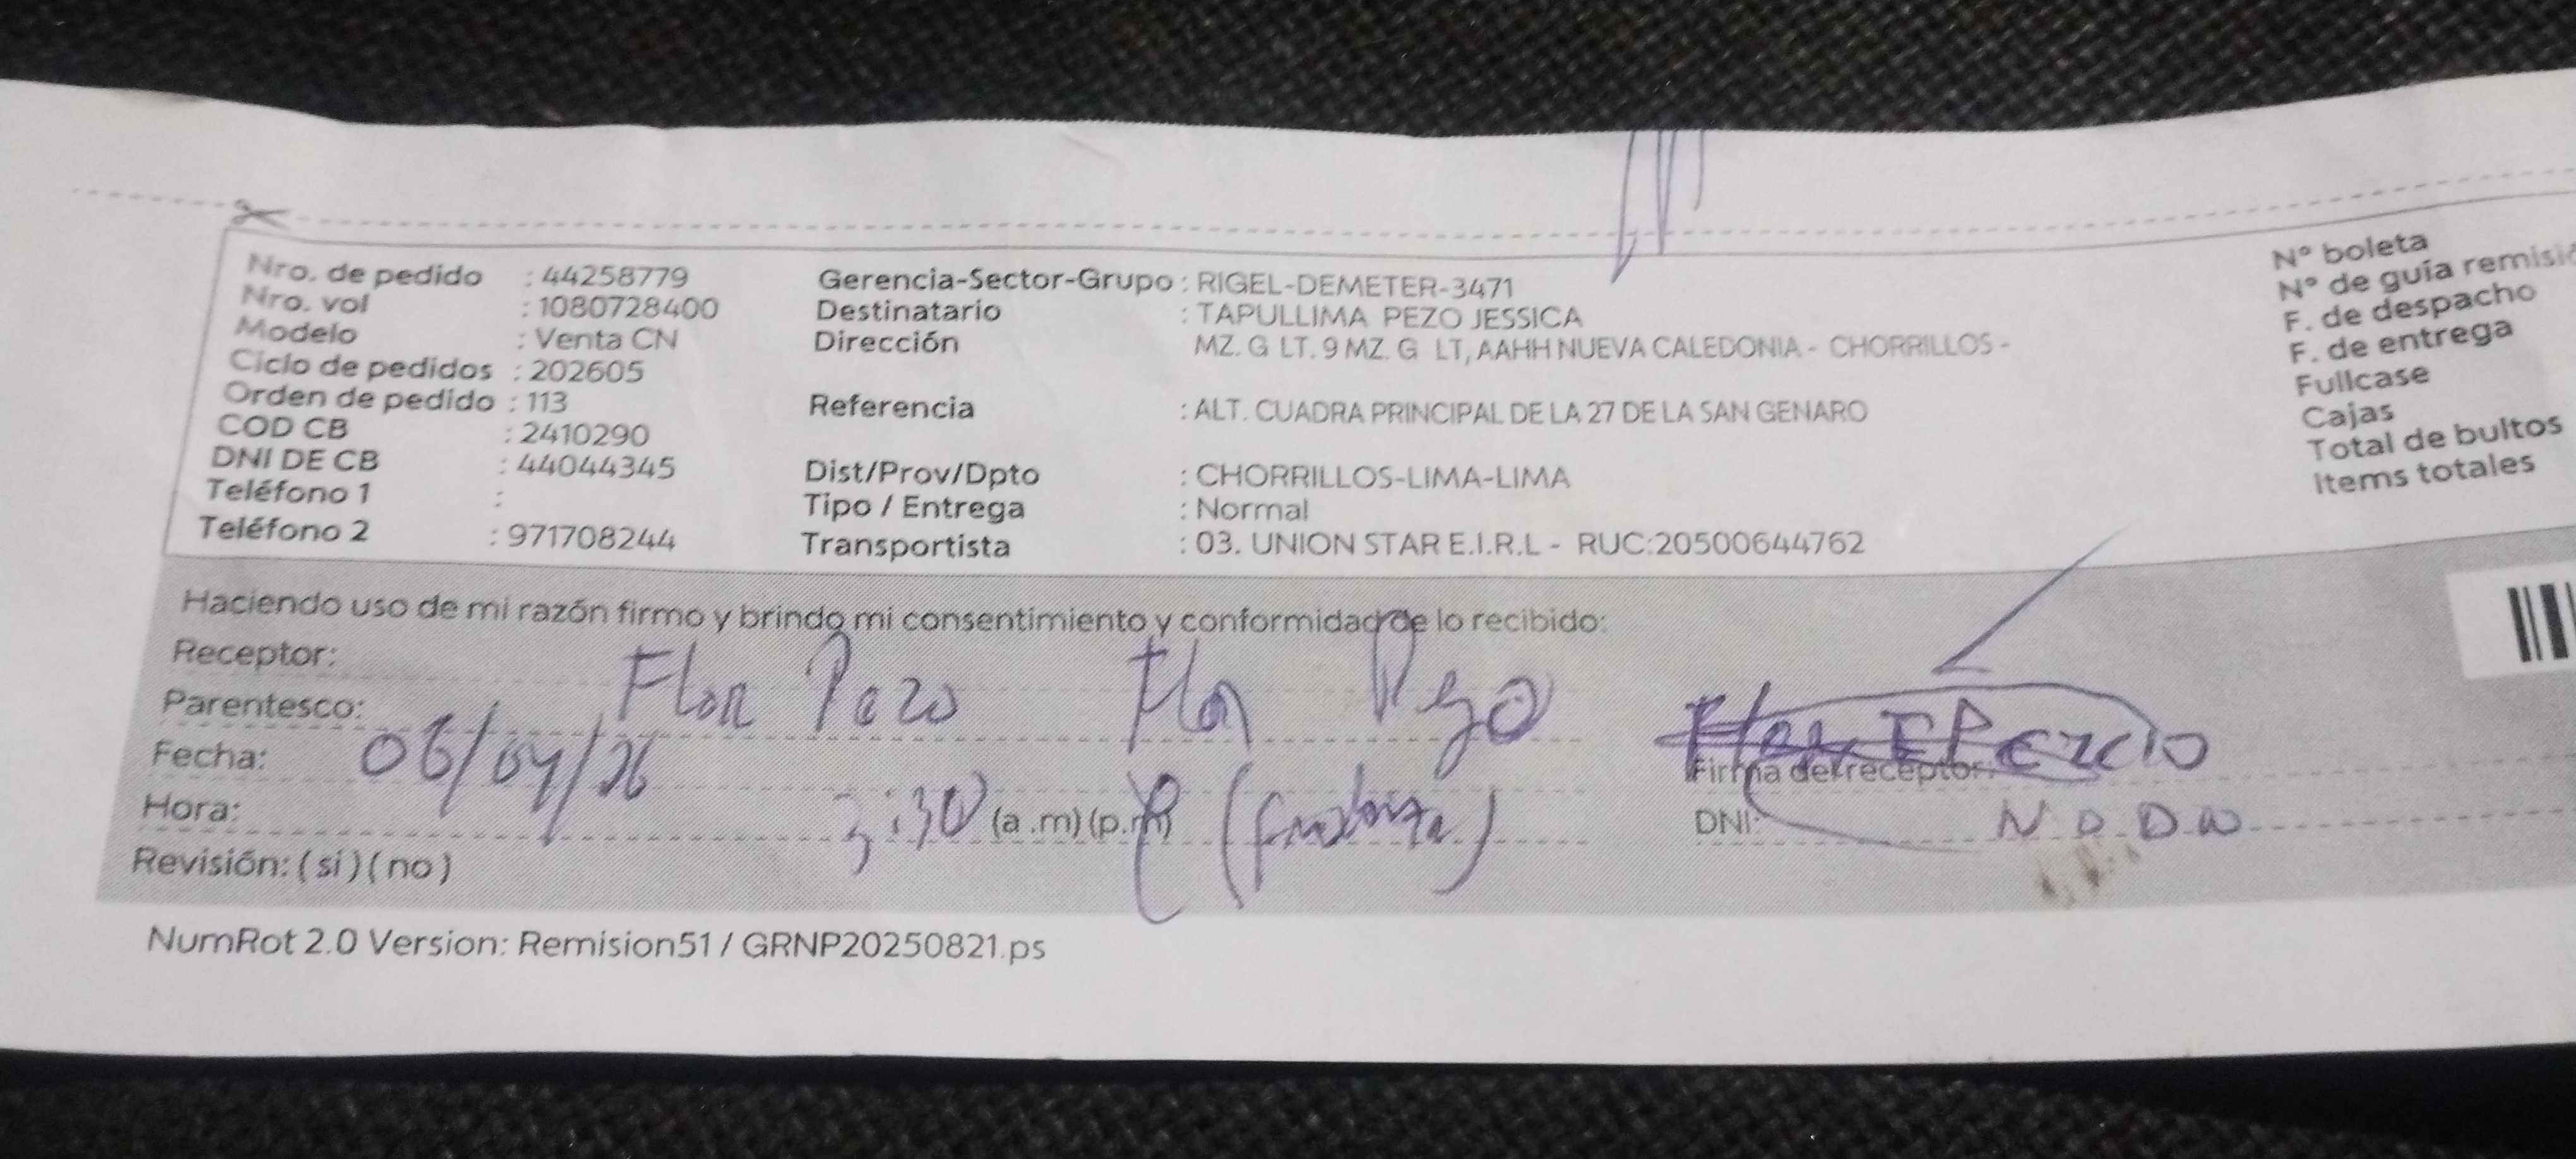 Nro. de pedido : 44258779
Nro. vol : 1080728400
Modelo : Venta CN
Ciclo de pedidos : 202605
Orden de pedido : 113
COD CB : 2410290
DNI DE CB : 44044345
Teléfono 1 :
Teléfono 2 : 971708244
Gerencia-Sector-Grupo : RIGEL-DEMETER-3471
Destinatario : TAPULLIMA PEZO JESSICA
Dirección MZ. G LT. 9 MZ. G LT, AAHH NUEVA CALEDONIA - CHORRILLOS -
Referencia : ALT. CUADRA PRINCIPAL DE LA 27 DE LA SAN GENARO
Dist/Prov/Dpto : CHORRILLOS-LIMA-LIMA
Tipo / Entrega : Normal
Transportista : 03. UNION STAR E.I.R.L - RUC:20500644762
N° boleta
N° de guía
F. de despacho
F. de entrega
Fullcase
Cajas
Total de bultos
Items totales
Haciendo uso de mi razón firmo y brindo mi consentimiento y conformidad de lo recibido:
Receptor:
Parentesco: Flor Pezo Flor Pezo
Fecha: 06/04/26
Firma del receptor:
Hora: 3:30 (a.m) (p.m)
DNI:
Revisión: (si) (no)
NumRot 2.0 Version: Remision51 / GRNP20250821.ps